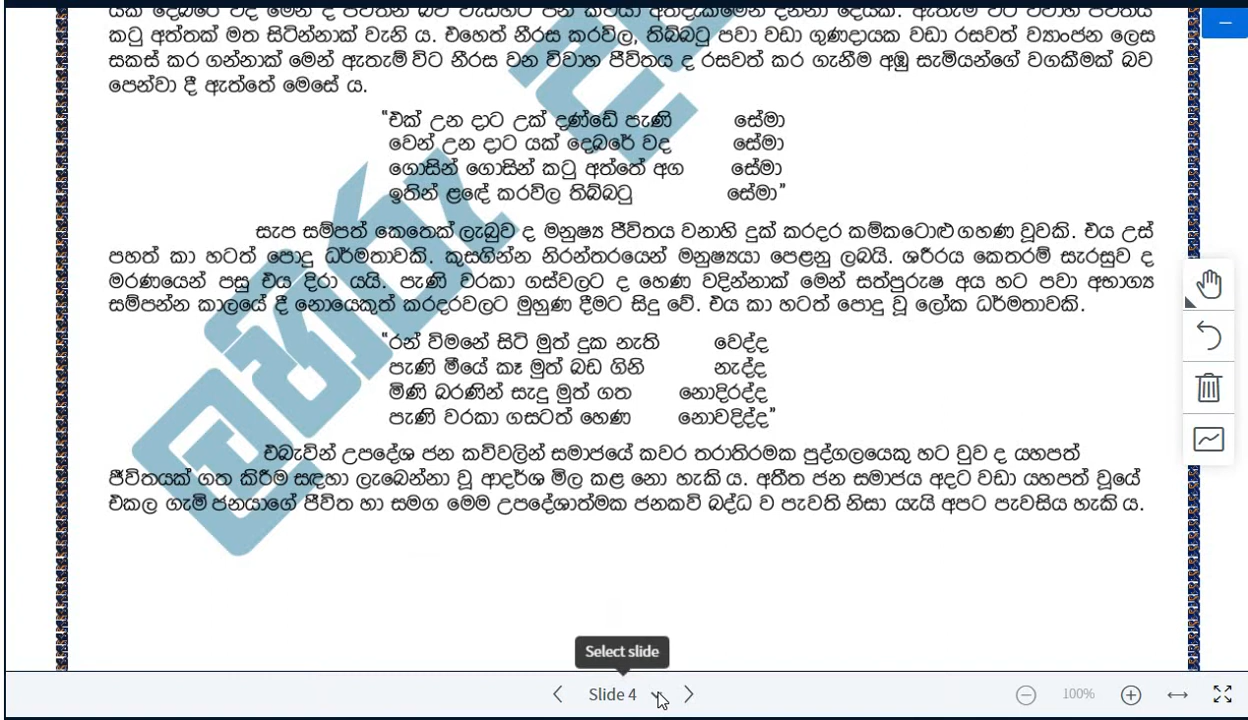 යක් දෙබරේ වද මෙන් ද පවතින බව වැඩිහිටි ජන කවියා අත්දැකීමෙන් දන්නා දෙයකි. ඇතැම් විට විවාහ ජීවිතය
කටු අත්තක් මත සිටින්නාක් වැනි ය. එහෙත් නීරස කරවිල, තිබ්බටු පවා වඩා ගුණදායක වඩා රසවත් ව්‍යාංජන ලෙස
සකස් කර ගන්නාක් මෙන් ඇතැම් විට නීරස වන විවාහ ජීවිතය ද රසවත් කර ගැනීම අඹු සැමියන්ගේ වගකීමක් බව
පෙන්වා දී ඇත්තේ මෙසේ ය.
"එක් උන දාට උක් දණ්ඩේ පැණි සේමා
වෙන් උන දාට යක් දෙබරේ වද සේමා
ගොසින් ගොසින් කටු අත්තේ අග සේමා
ඉතින් ළඳේ කරවිල තිබ්බටු සේමා"
සැප සම්පත් කෙතෙක් ලැබුව ද මනුෂ්‍ය ජීවිතය වනාහි දුක් කරදර කම්කටොළු ගහණ වූවකි. එය උස්
පහත් කා හටත් පොදු ධර්මතාවකි. කුසගින්න නිරන්තරයෙන් මනුෂ්‍යයා පෙළනු ලබයි. ශරීරය කෙතරම් සැරසුව ද
මරණයෙන් පසු එය දිරා යයි. පැණි වරකා ගස්වලට ද හෙණ වදින්නාක් මෙන් සත්පුරුෂ අය හට පවා අභාග්‍ය
සම්පන්න කාලයේ දී නොයෙකුත් කරදරවලට මුහුණ දීමට සිදු වේ. එය කා හටත් පොදු වූ ලෝක ධර්මතාවකි.
"රන් විමනේ සිටි මුත් දුක නැති වෙද්ද
පැණි මීයේ කෑ මුත් බඩ ගිනි නැද්ද
මිණි බරණින් සැදු මුත් ගත නොදිරද්ද
පැණි වරකා ගසටත් හෙණ නොවදිද්ද"
එබැවින් උපදේශ ජන කවිවලින් සමාජයේ කවර තරාතිරමක පුද්ගලයෙකු හට වුව ද යහපත්
ජීවිතයක් ගත කිරීම සඳහා ලැබෙන්නා වූ ආදර්ශ මිල කළ නො හැකි ය. අතීත ජන සමාජය අදට වඩා යහපත් වූයේ
එකල ගැමි ජනයාගේ ජීවිත හා සමග මෙම උපදේශාත්මක ජනකවි බද්ධ ව පැවති නිසා යැයි අපට පැවසිය හැකි ය.
Select slide
Slide 4
100%